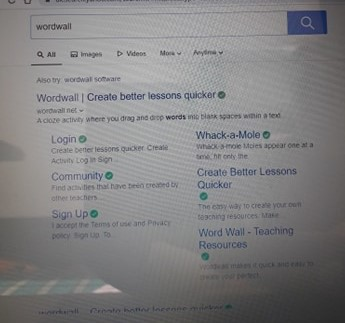 wordwall
All Images Videos More Anytime
Also try: wordwall software
Wordwall | Create better lessons quicker
wordwall.net
A cloze activity where you drag and drop words into blank spaces within a text.
Login
Create better lessons quicker. Create
Activity Log In Sign
Community
Find activities that have been created by
other teachers.
Sign Up
I accept the Terms of use and Privacy
policy. Sign Up. To
Whack-a-Mole
Whack-a-mole Moles appear one at a
time, hit only the
Create Better Lessons
Quicker
The easy way to create your own
teaching resources. Make
Word Wall - Teaching
Resources
Wordwall makes it quick and easy to
create your
wordwall - Create better lessons quicker